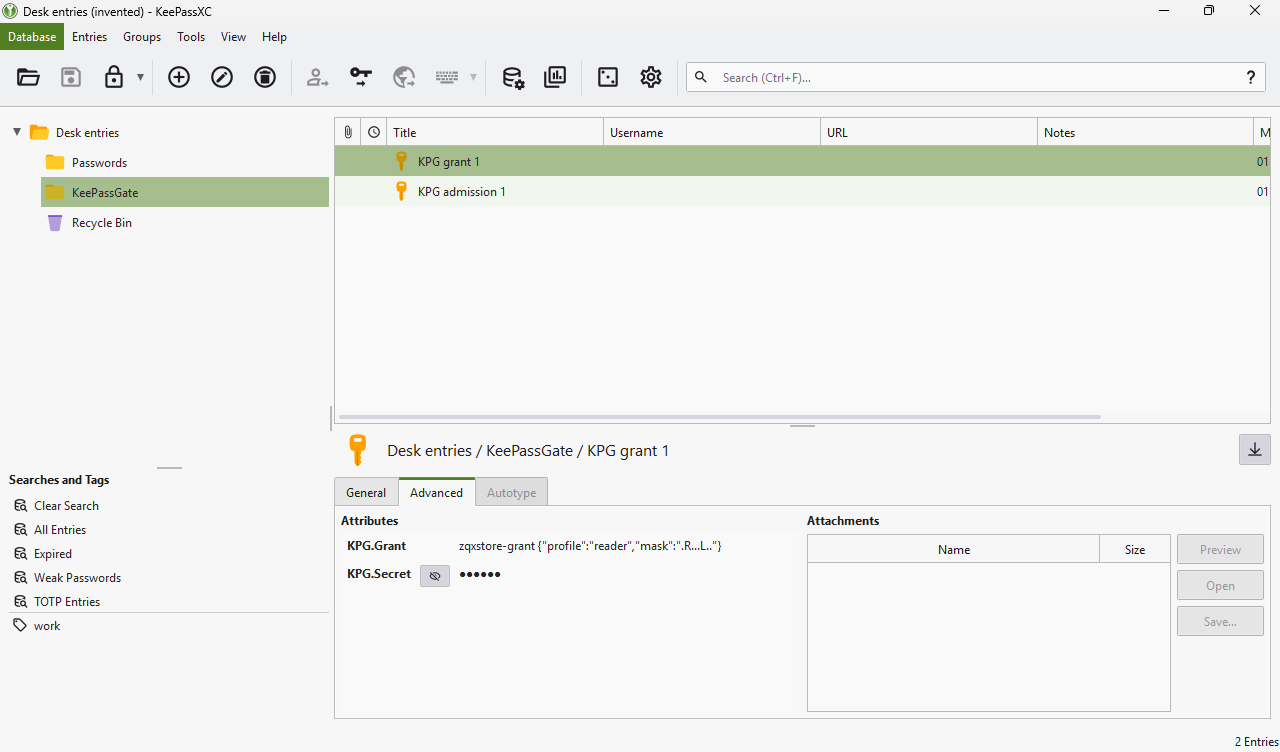 Desk entries (invented) - KeePassXC
Database Entries Groups Tools View Help
Search (Ctrl+F)... ?
Desk entries
Passwords
KeePassGate
Recycle Bin
Title Username URL Notes M
KPG grant 1 01
KPG admission 1 01
Desk entries / KeePassGate / KPG grant 1
General Advanced Autotype
Attributes
KPG.Grant zqxstore-grant {"profile":"reader","mask":".R...L.."}
KPG.Secret ●●●●●●
Attachments
Name Size
Preview
Open
Save...
Searches and Tags
Clear Search
All Entries
Expired
Weak Passwords
TOTP Entries
work
2 Entries